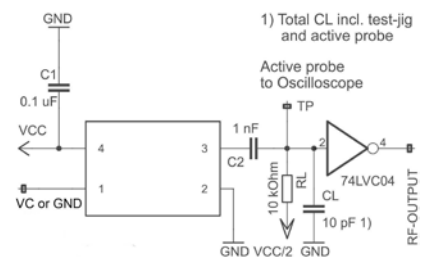 GND
1) Total CL incl. test-jig
and active probe
C1
Active probe
to Oscilloscope
0.1 uF
TP
VCC
1 nF
4
3
C2
2
4
10 kOhm
RL
74LVC04
CL
1
2
VC or GND
10 pF 1)
RF-OUTPUT
GND
VCC/2
GND